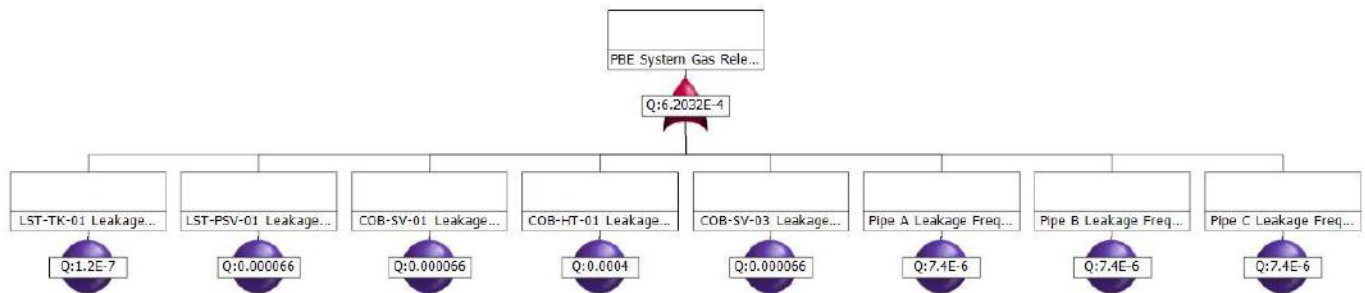 PBE System Gas Rele...
Q:6.2032E-4
LST-TK-01 Leakage...
LST-PSV-01 Leakage...
COB-SV-01 Leakage...
COB-HT-01 Leakage...
COB-SV-03 Leakage...
Pipe A Leakage Freq...
Pipe B Leakage Freq...
Pipe C Leakage Freq...
Q:1.2E-7
Q:0.000066
Q:0.000066
Q:0.0004
Q:0.000066
Q:7.4E-6
Q:7.4E-6
Q:7.4E-6